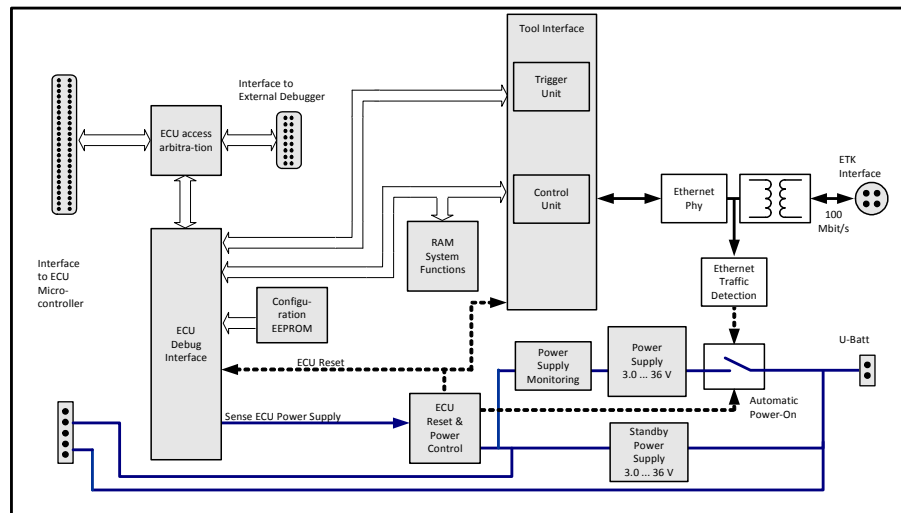 Tool Interface
Trigger
Unit
Interface to
External Debugger
ECU access
arbitra-tion
ETK
Interface
Control
Unit
Ethernet
Phy
100
Mbit/s
RAM
System
Functions
Interface
to ECU
Micro-
controller
Ethernet
Traffic
Detection
Configu-
ration
EEPROM
ECU
Debug
Interface
ECU Reset
Power
Supply
Monitoring
Power
Supply
3.0 ... 36 V
U-Batt
Automatic
Power-On
Sense ECU Power Supply
ECU
Reset &
Power
Control
Standby
Power
Supply
3.0 ... 36 V